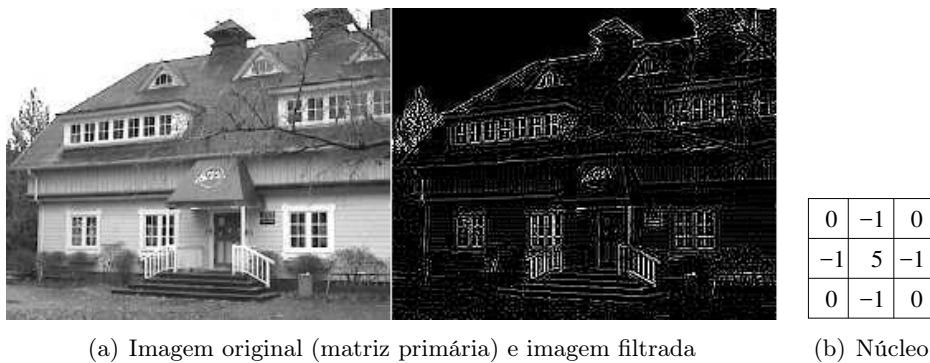 0 −1 0
−1 5 −1
0 −1 0
(a) Imagem original (matriz primária) e imagem filtrada
(b) Núcleo